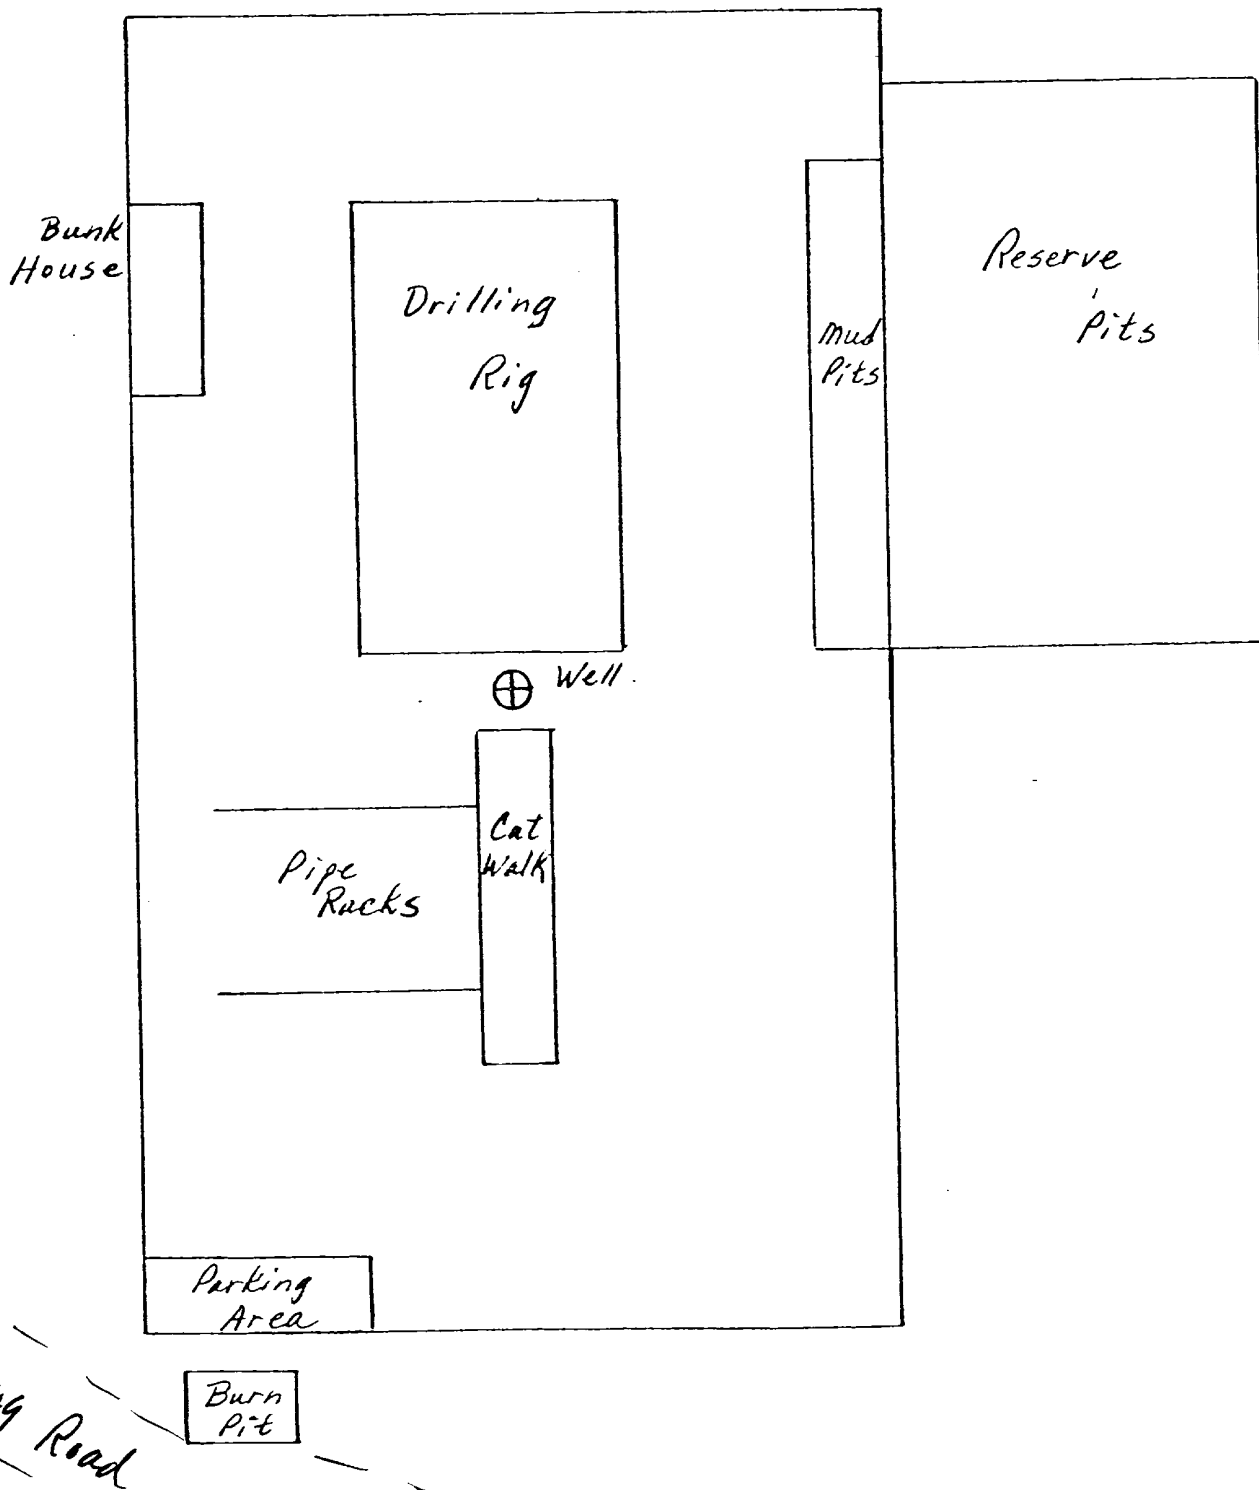 Bunk
House
Drilling
Rig
Mud
Pits
Reserve
Pits
Well
Cat
Walk
Pipe
Racks
Parking
Area
Burn
Pit
Road